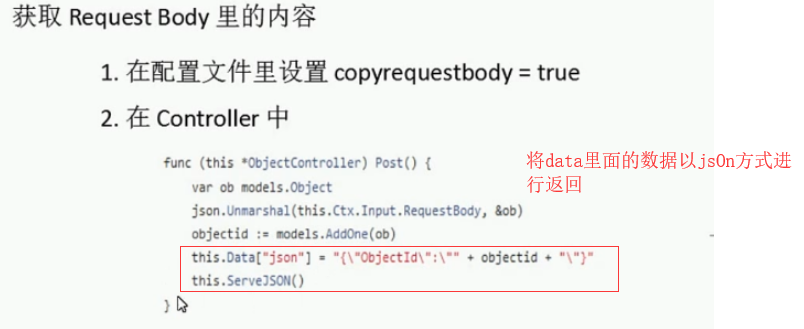 获取 Request Body 里的内容
1. 在配置文件里设置 copyrequestbody = true
2. 在 Controller 中
func (this *ObjectController) Post() {
var ob models.Object
json.Unmarshal(this.Ctx.Input.RequestBody, &ob)
objectid := models.AddOne(ob)
this.Data["json"] = "{\"ObjectId\":\"" + objectid + "\"}"
this.ServeJSON()
}
将data里面的数据以jsOn方式进
行返回